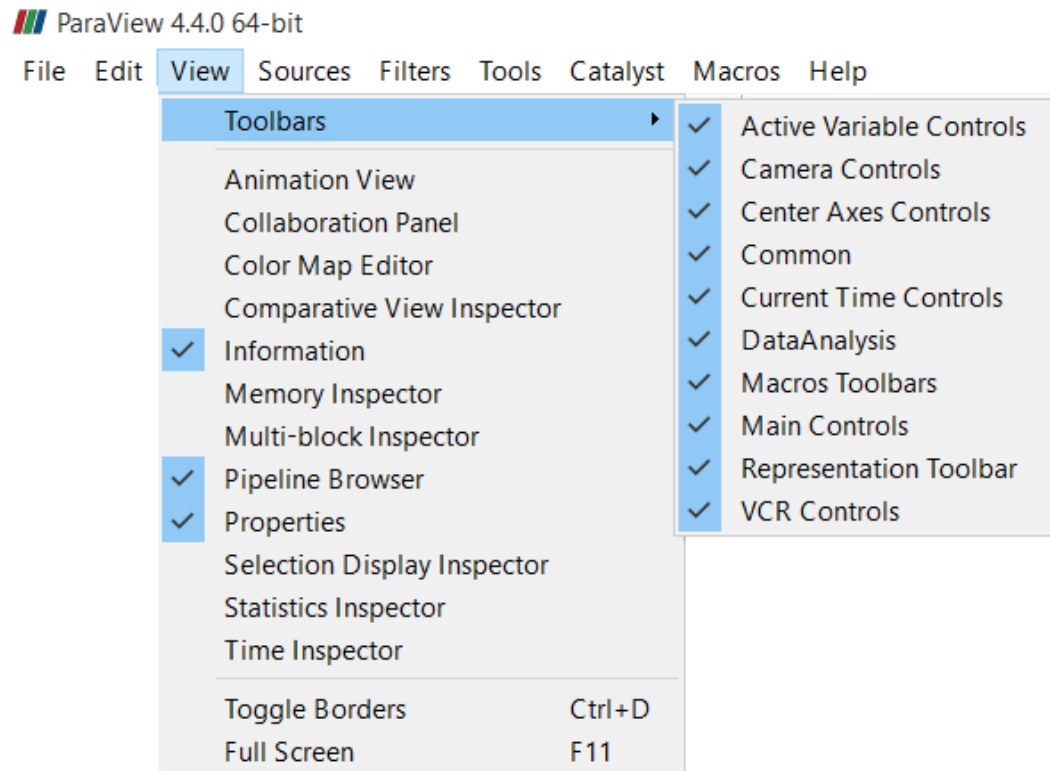 ParaView 4.4.0 64-bit
File Edit View Sources Filters Tools Catalyst Macros Help
Toolbars
Animation View
Collaboration Panel
Color Map Editor
Comparative View Inspector
Information
Memory Inspector
Multi-block Inspector
Pipeline Browser
Properties
Selection Display Inspector
Statistics Inspector
Time Inspector
Toggle Borders Ctrl+D
Full Screen F11
Active Variable Controls
Camera Controls
Center Axes Controls
Common
Current Time Controls
DataAnalysis
Macros Toolbars
Main Controls
Representation Toolbar
VCR Controls